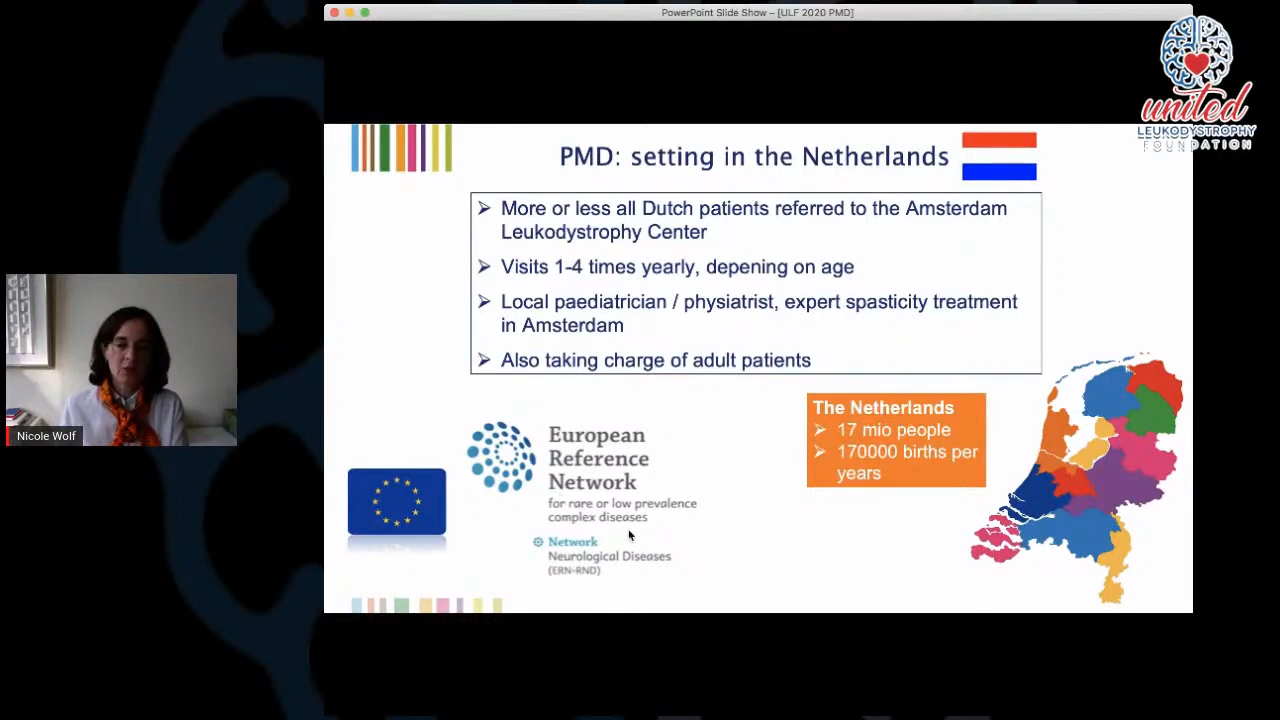 PowerPoint Slide Show – [ULF 2020 PMD]
united
LEUKODYSTROPHY
FOUNDATION
PMD: setting in the Netherlands
More or less all Dutch patients referred to the Amsterdam
Leukodystrophy Center
Visits 1-4 times yearly, depening on age
Local paediatrician / physiatrist, expert spasticity treatment
in Amsterdam
Also taking charge of adult patients
The Netherlands
17 mio people
170000 births per
years
European
Reference
Network
for rare or low prevalence
complex diseases
Network
Neurological Diseases
(ERN-RND)
Nicole Wolf